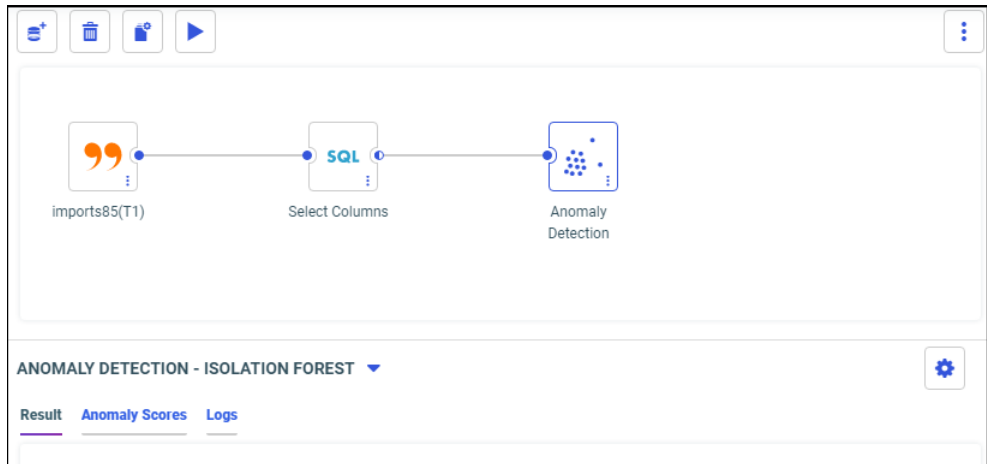 SQL
imports85(T1)
Select Columns
Anomaly
Detection
ANOMALY DETECTION - ISOLATION FOREST
Result Anomaly Scores Logs